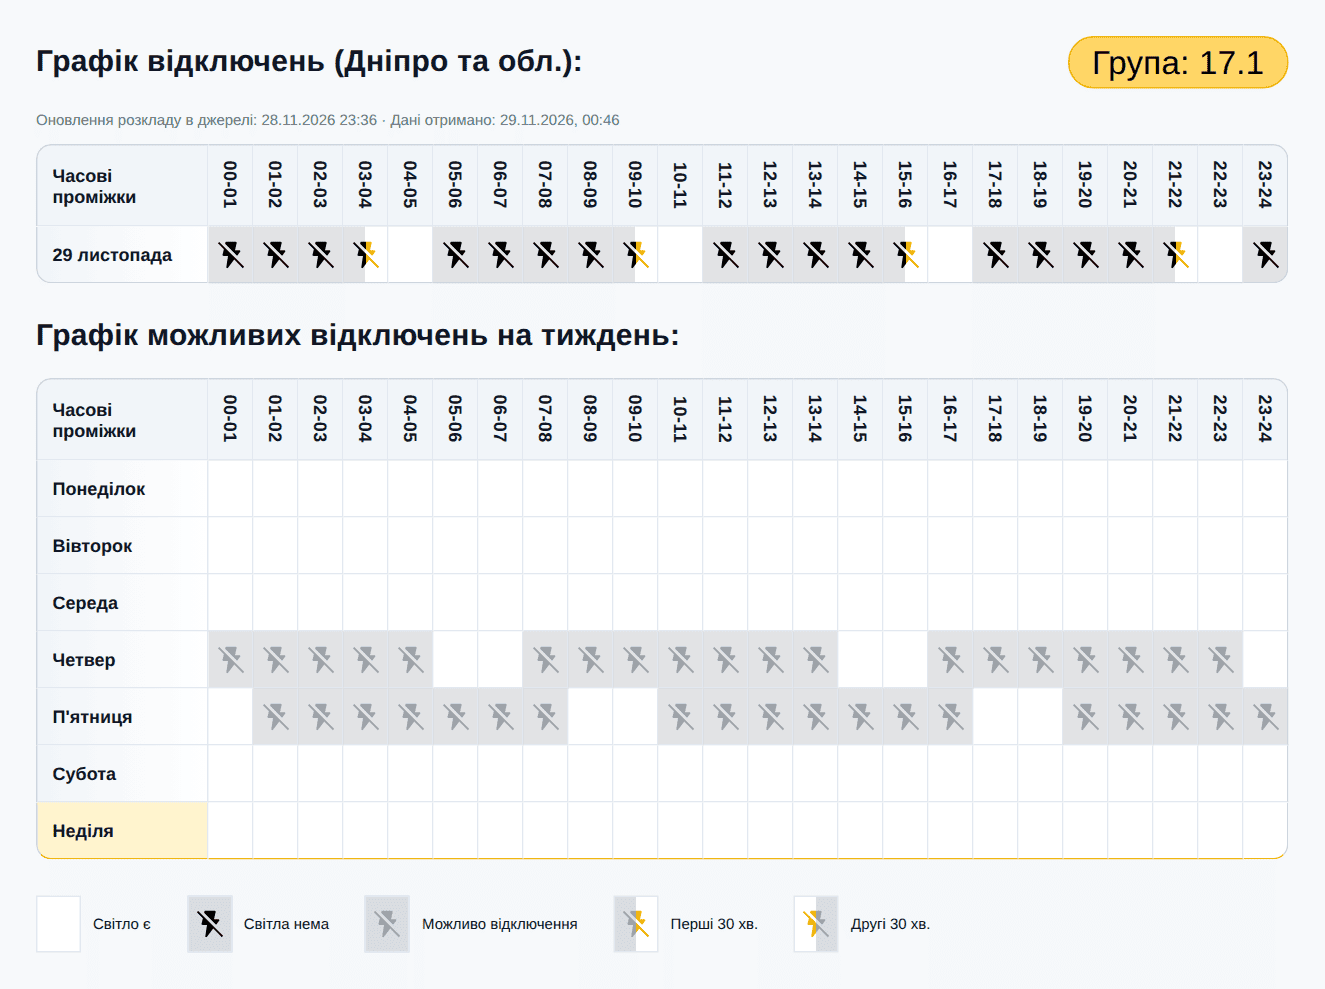 Графік відключень (Дніпро та обл.):
Група: 17.1
Оновлення розкладу в джерелі: 28.11.2026 23:36 · Дані отримано: 29.11.2026, 00:46
Часові проміжки 00-01 01-02 02-03 03-04 04-05 05-06 06-07 07-08 08-09 09-10 10-11 11-12 12-13 13-14 14-15 15-16 16-17 17-18 18-19 19-20 20-21 21-22 22-23 23-24
29 листопада
Графік можливих відключень на тиждень:
Часові проміжки 00-01 01-02 02-03 03-04 04-05 05-06 06-07 07-08 08-09 09-10 10-11 11-12 12-13 13-14 14-15 15-16 16-17 17-18 18-19 19-20 20-21 21-22 22-23 23-24
Понеділок
Вівторок
Середа
Четвер
П'ятниця
Субота
Неділя
Світло є Світла нема Можливо відключення Перші 30 хв. Другі 30 хв.